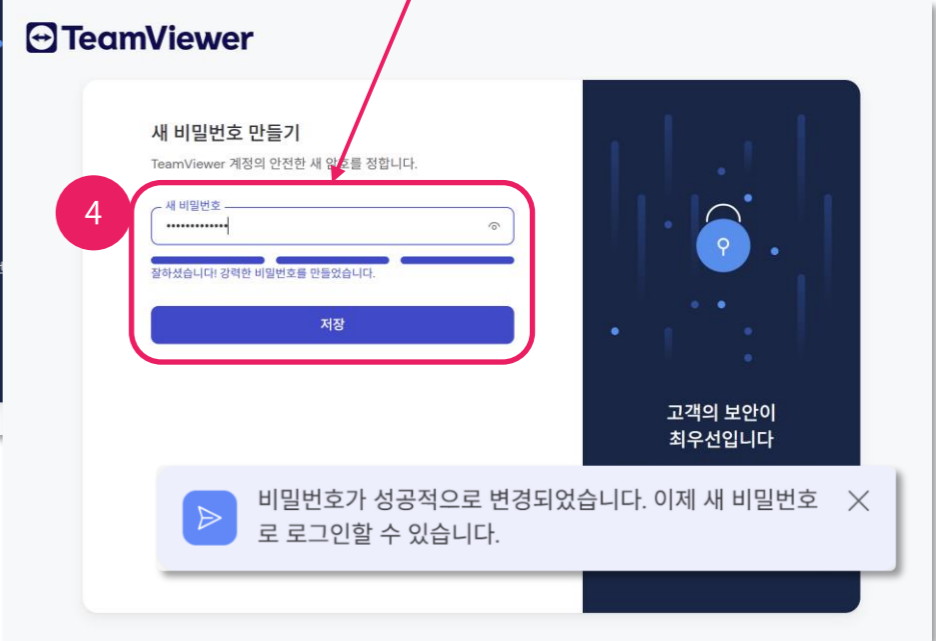 TeamViewer
새 비밀번호 만들기
TeamViewer 계정의 안전한 새 암호를 정합니다.
4
새 비밀번호
•••••••••••••
잘하셨습니다! 강력한 비밀번호를 만들었습니다.
저장
고객의 보안이
최우선입니다
비밀번호가 성공적으로 변경되었습니다. 이제 새 비밀번호
로 로그인할 수 있습니다.